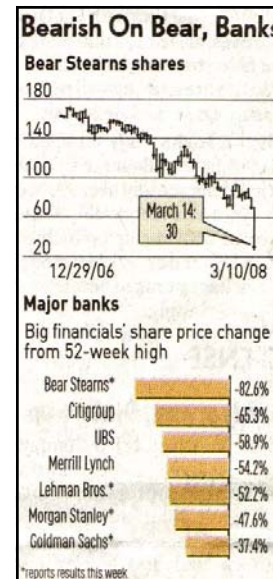 Bearish On Bear, Banks
Bear Stearns shares
180
140
100
60
20
March 14:
30
12/29/06 3/10/08
Major banks
Big financials' share price change
from 52-week high
Bear Stearns* -82.6%
Citigroup -65.3%
UBS -58.9%
Merrill Lynch -54.2%
Lehman Bros.* -52.2%
Morgan Stanley* -47.6%
Goldman Sachs* -37.4%
*reports results this week